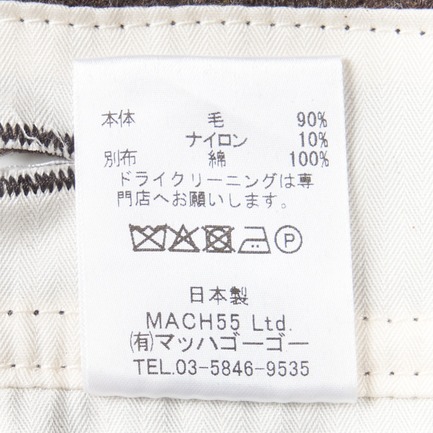 本体 毛 90%
ナイロン 10%
別布 綿 100%
ドライクリーニングは専
門店へお願いします。
P
日本製
MACH55 Ltd.
(有)マッハゴーゴー
TEL.03-5846-9535